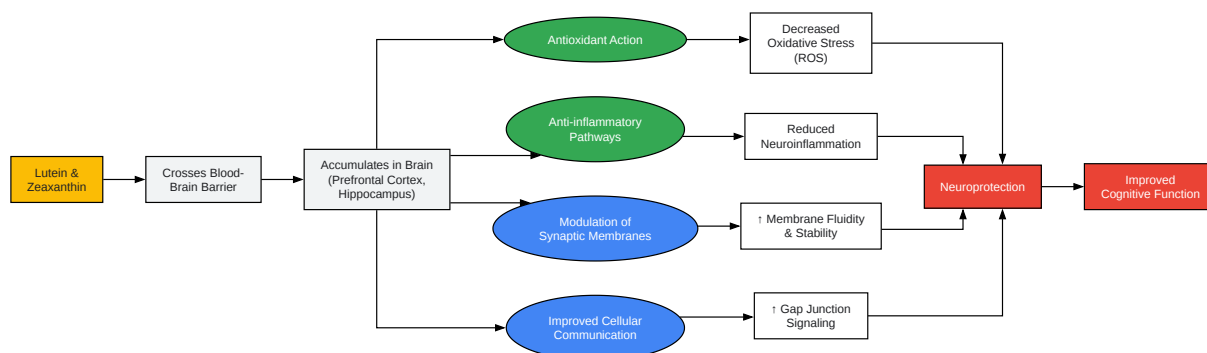 Lutein &
Zeaxanthin
Crosses Blood-
Brain Barrier
Accumulates in Brain
(Prefrontal Cortex,
Hippocampus)
Antioxidant Action
Decreased
Oxidative Stress
(ROS)
Anti-inflammatory
Pathways
Reduced
Neuroinflammation
Modulation of
Synaptic Membranes
↑ Membrane Fluidity
& Stability
Improved Cellular
Communication
↑ Gap Junction
Signaling
Neuroprotection
Improved
Cognitive Function